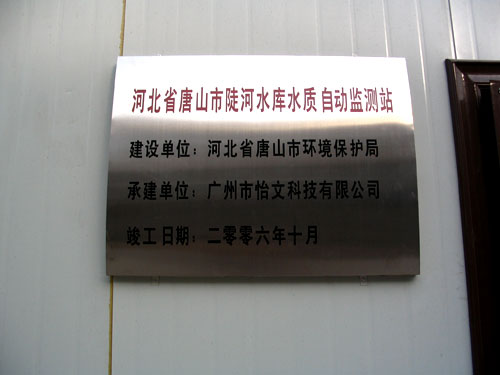 河北省唐山市陡河水库水质自动监测站
建设单位：河北省唐山市环境保护局
承建单位：广州市怡文科技有限公司
竣工日期：二零零六年十月